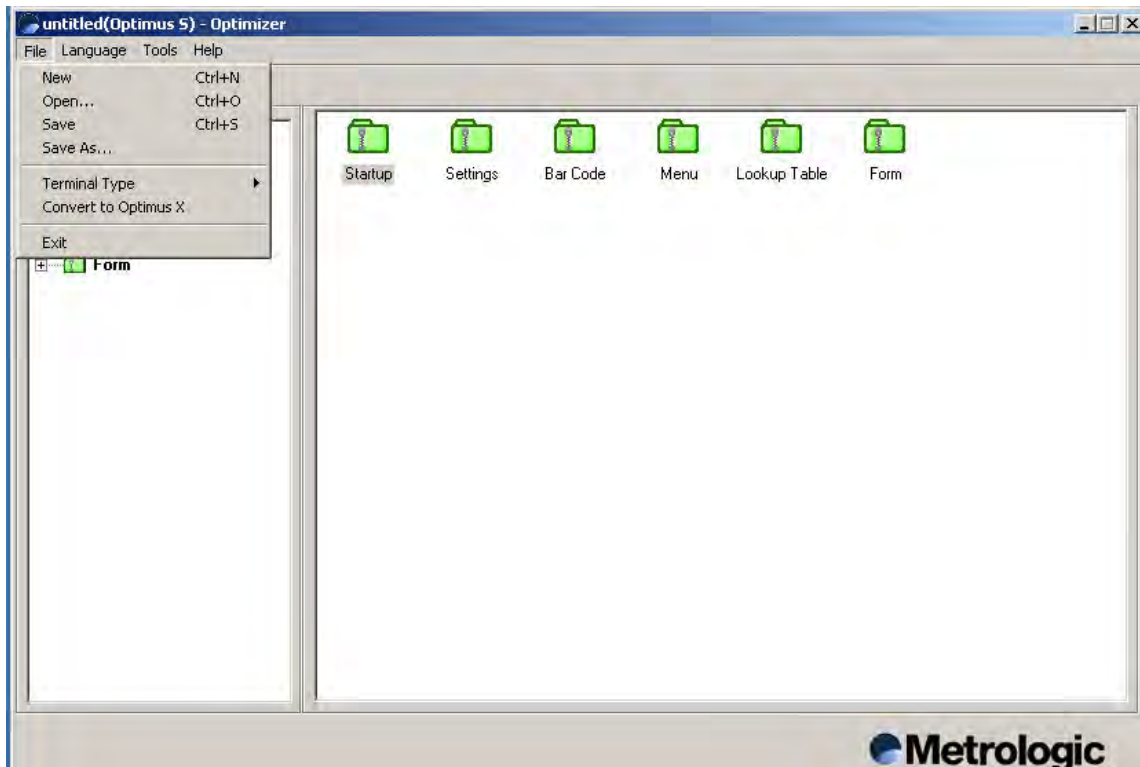 untitled(Optimus S) - Optimizer
File Language Tools Help
New Ctrl+N
Open... Ctrl+O
Save Ctrl+S
Save As...
Terminal Type
Convert to Optimus X
Exit
Form
Startup Settings Bar Code Menu Lookup Table Form
Metrologic